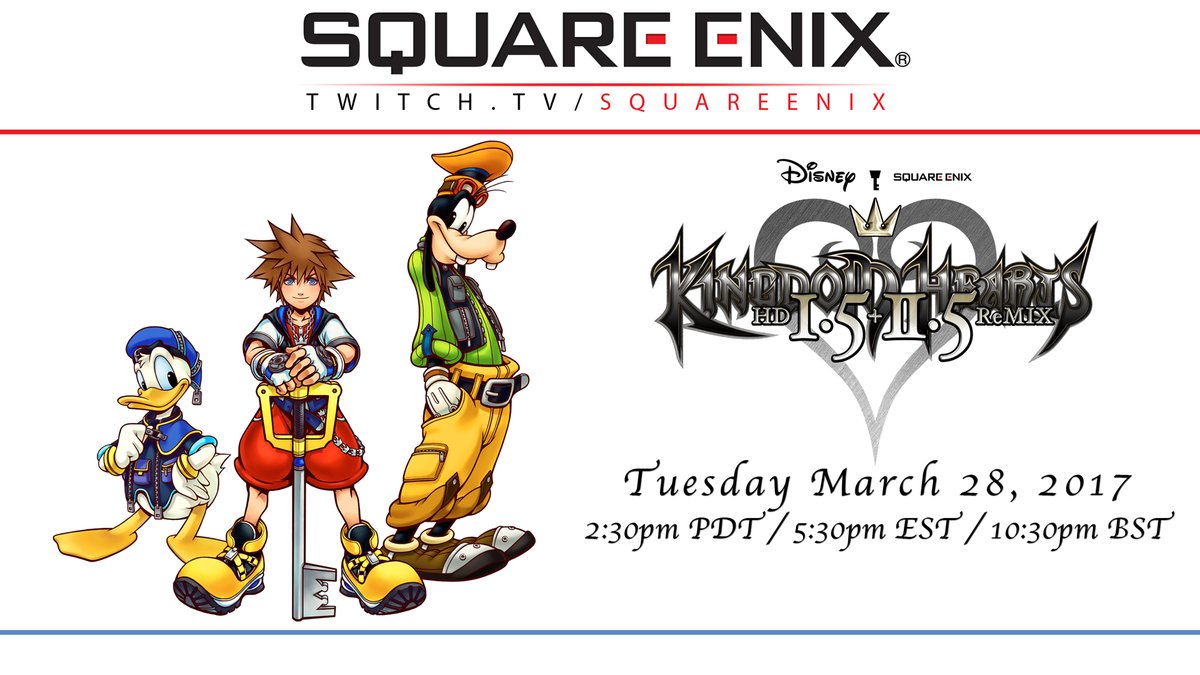 SQUARE ENIX®
TWITCH.TV/SQUAREENIX
Disney SQUARE ENIX
KINGDOM HEARTS
HD I.5+II.5 ReMIX
Tuesday March 28, 2017
2:30pm PDT / 5:30pm EST / 10:30pm BST